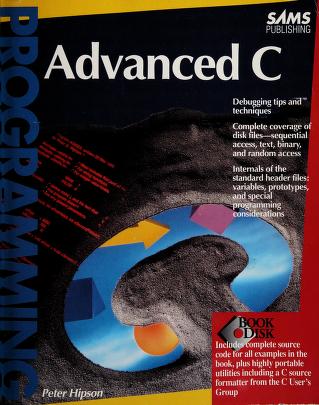 PROGRAMMING
SAMS
PUBLISHING
Advanced C
Debugging tips and™
techniques
Complete coverage of
disk files—sequential
access, text, binary,
and random access
Internals of the
standard header files:
variables, prototypes,
and special
programming
considerations
BOOK
DISK
Includes complete source
code for all examples in the
book, plus highly portable
utilities including a C source
formatter from the C User's
Group
Peter Hipson